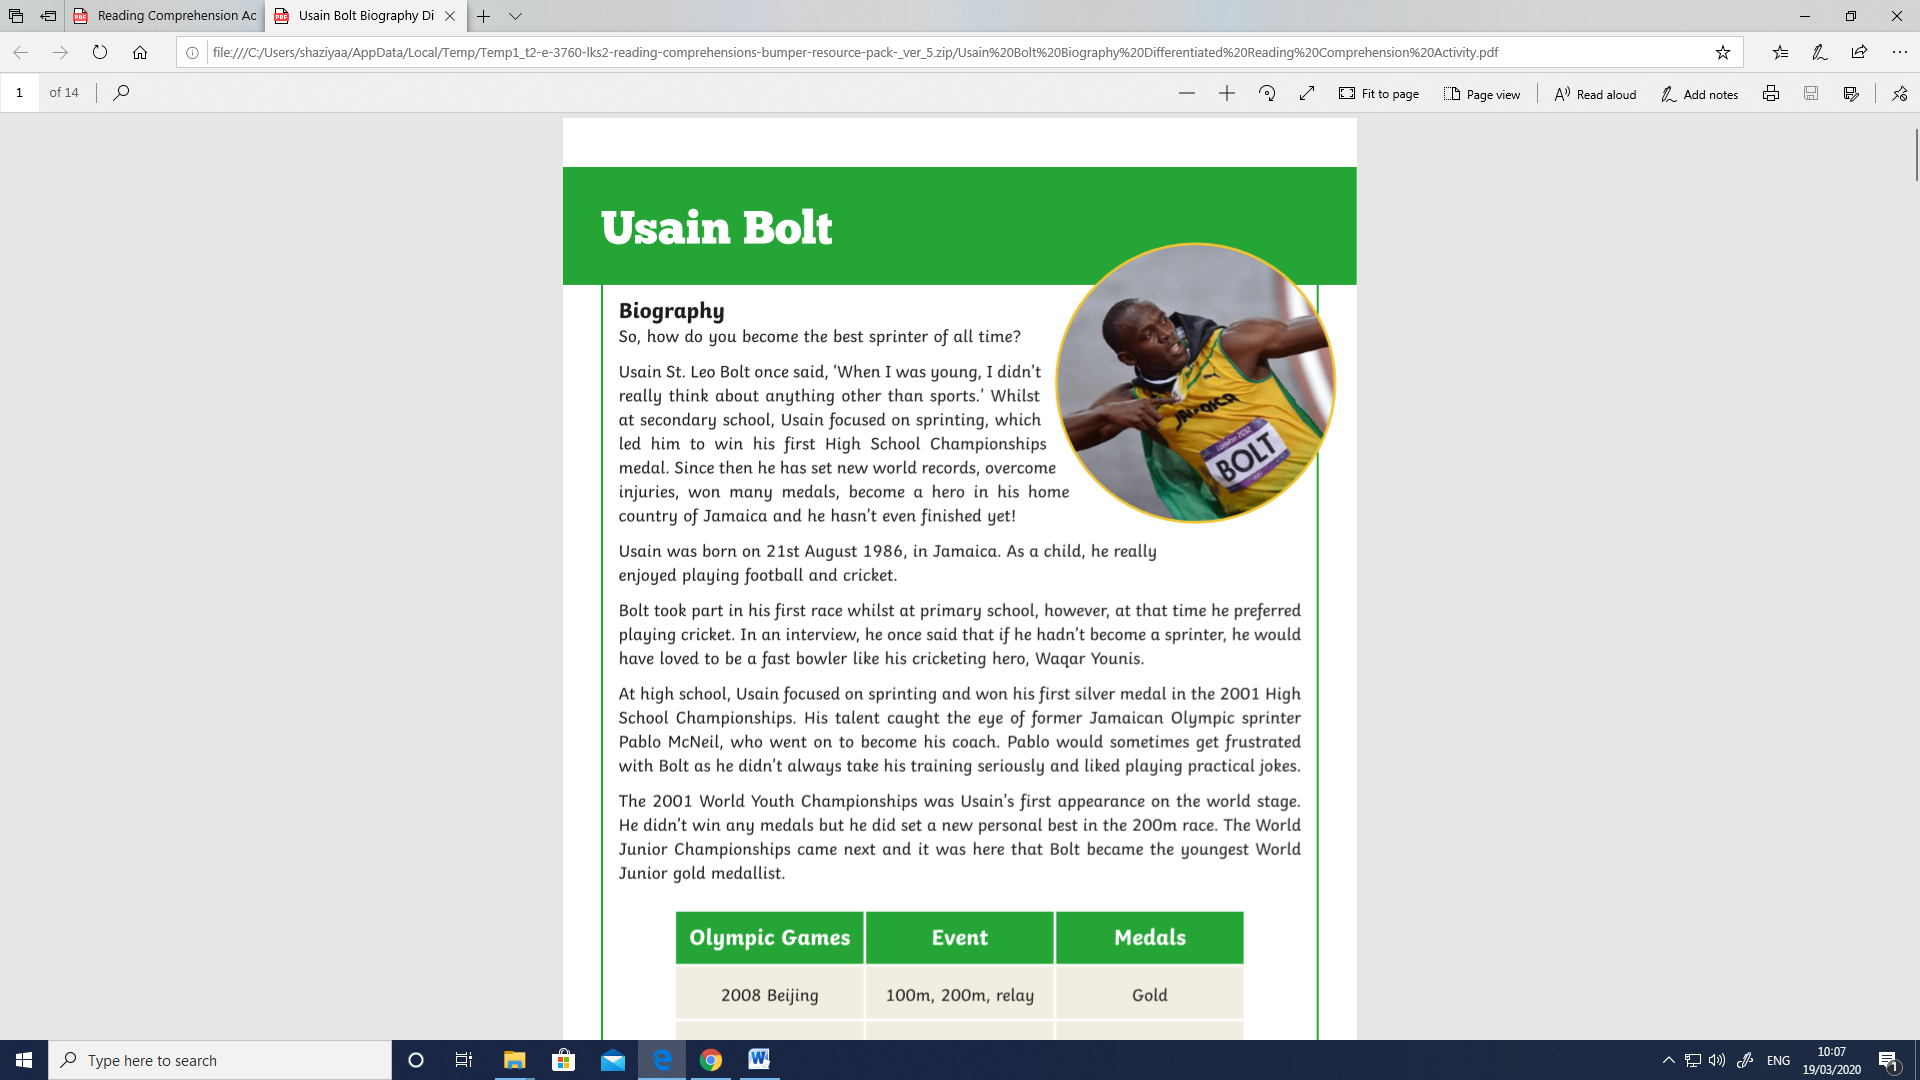 Reading Comprehension Ac
Usain Bolt Biography Di
file:///C:/Users/shaziyaa/AppData/Local/Temp/Temp1_t2-e-3760-lks2-reading-comprehensions-bumper-resource-pack-_ver_5.zip/Usain%20Bolt%20Biography%20Differentiated%20Reading%20Comprehension%20Activity.pdf
1 of 14
Fit to page
Page view
Read aloud
Add notes
Usain Bolt
Biography
So, how do you become the best sprinter of all time?
Usain St. Leo Bolt once said, ‘When I was young, I didn’t
really think about anything other than sports.’ Whilst
at secondary school, Usain focused on sprinting, which
led him to win his first High School Championships
medal. Since then he has set new world records, overcome
injuries, won many medals, become a hero in his home
country of Jamaica and he hasn’t even finished yet!
JAMAICA
London 2012
BOLT
Usain was born on 21st August 1986, in Jamaica. As a child, he really
enjoyed playing football and cricket.
Bolt took part in his first race whilst at primary school, however, at that time he preferred
playing cricket. In an interview, he once said that if he hadn’t become a sprinter, he would
have loved to be a fast bowler like his cricketing hero, Waqar Younis.
At high school, Usain focused on sprinting and won his first silver medal in the 2001 High
School Championships. His talent caught the eye of former Jamaican Olympic sprinter
Pablo McNeil, who went on to become his coach. Pablo would sometimes get frustrated
with Bolt as he didn’t always take his training seriously and liked playing practical jokes.
The 2001 World Youth Championships was Usain’s first appearance on the world stage.
He didn’t win any medals but he did set a new personal best in the 200m race. The World
Junior Championships came next and it was here that Bolt became the youngest World
Junior gold medallist.
Olympic Games Event Medals
2008 Beijing 100m, 200m, relay Gold
Type here to search
ENG
10:07
19/03/2020
1